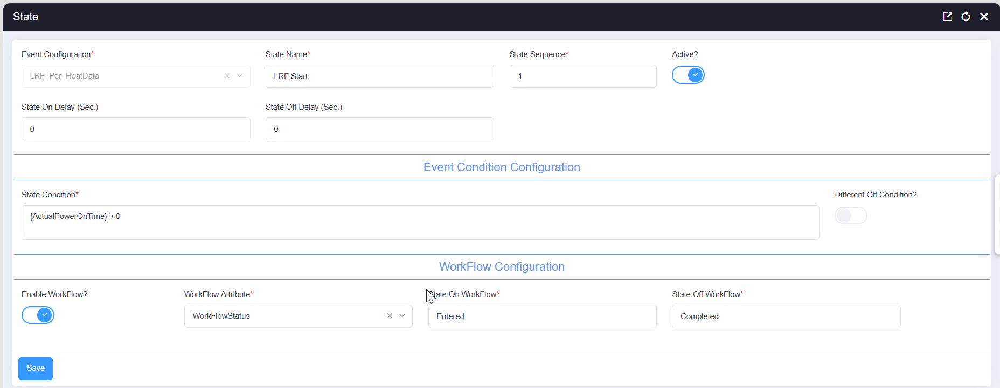 State
Event Configuration*
State Name*
State Sequence*
Active?
LRF_Per_HeatData
LRF Start
1
State On Delay (Sec.)
State Off Delay (Sec.)
0
0
Event Condition Configuration
State Condition*
Different Off Condition?
{ActualPowerOnTime} > 0
WorkFlow Configuration
Enable WorkFlow?
WorkFlow Attribute*
State On WorkFlow*
State Off WorkFlow*
WorkFlowStatus
Entered
Completed
Save